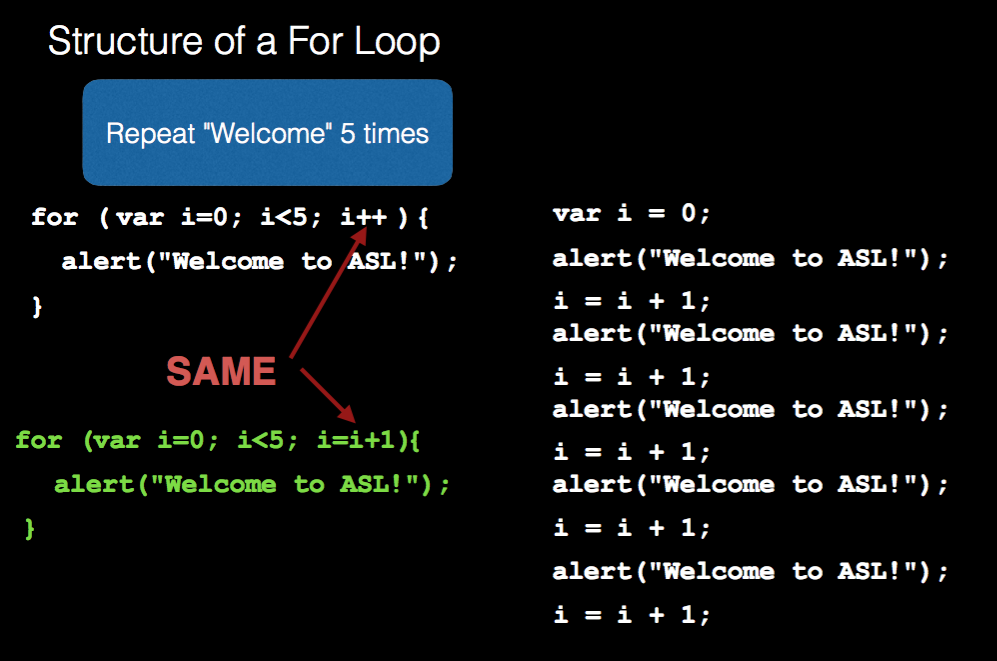 Structure of a For Loop
Repeat "Welcome" 5 times
for (var i=0; i<5; i++ ){
alert("Welcome to ASL!");
}
SAME
for (var i=0; i<5; i=i+1){
alert("Welcome to ASL!");
}
var i = 0;
alert("Welcome to ASL!");
i = i + 1;
alert("Welcome to ASL!");
i = i + 1;
alert("Welcome to ASL!");
i = i + 1;
alert("Welcome to ASL!");
i = i + 1;
alert("Welcome to ASL!");
i = i + 1;